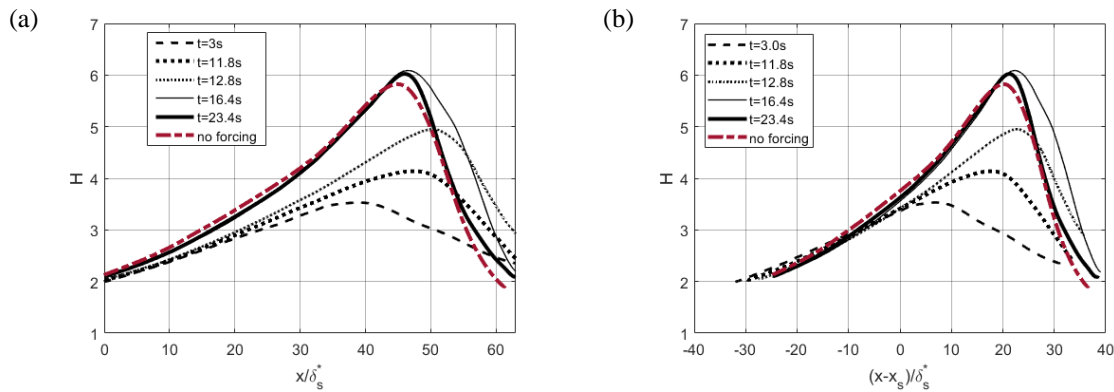 (a)
7
6
5
4
3
2
1
H
0 10 20 30 40 50 60
x/δ*s
t=3s
t=11.8s
t=12.8s
t=16.4s
t=23.4s
no forcing
(b)
7
6
5
4
3
2
1
H
-40 -30 -20 -10 0 10 20 30 40
(x-xs)/δ*s
t=3.0s
t=11.8s
t=12.8s
t=16.4s
t=23.4s
no forcing